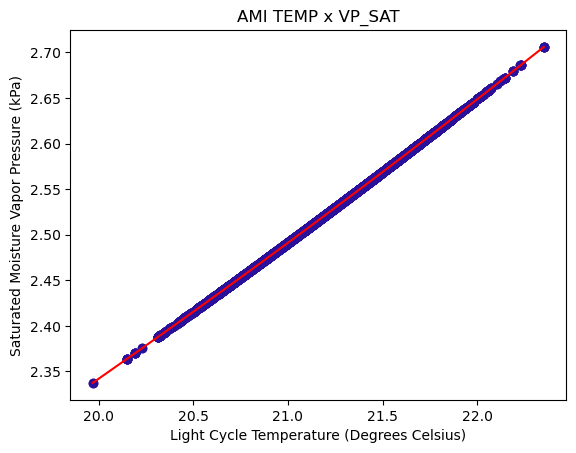 AMI TEMP x VP_SAT
Saturated Moisture Vapor Pressure (kPa)
2.70
2.65
2.60
2.55
2.50
2.45
2.40
2.35
20.0 20.5 21.0 21.5 22.0
Light Cycle Temperature (Degrees Celsius)